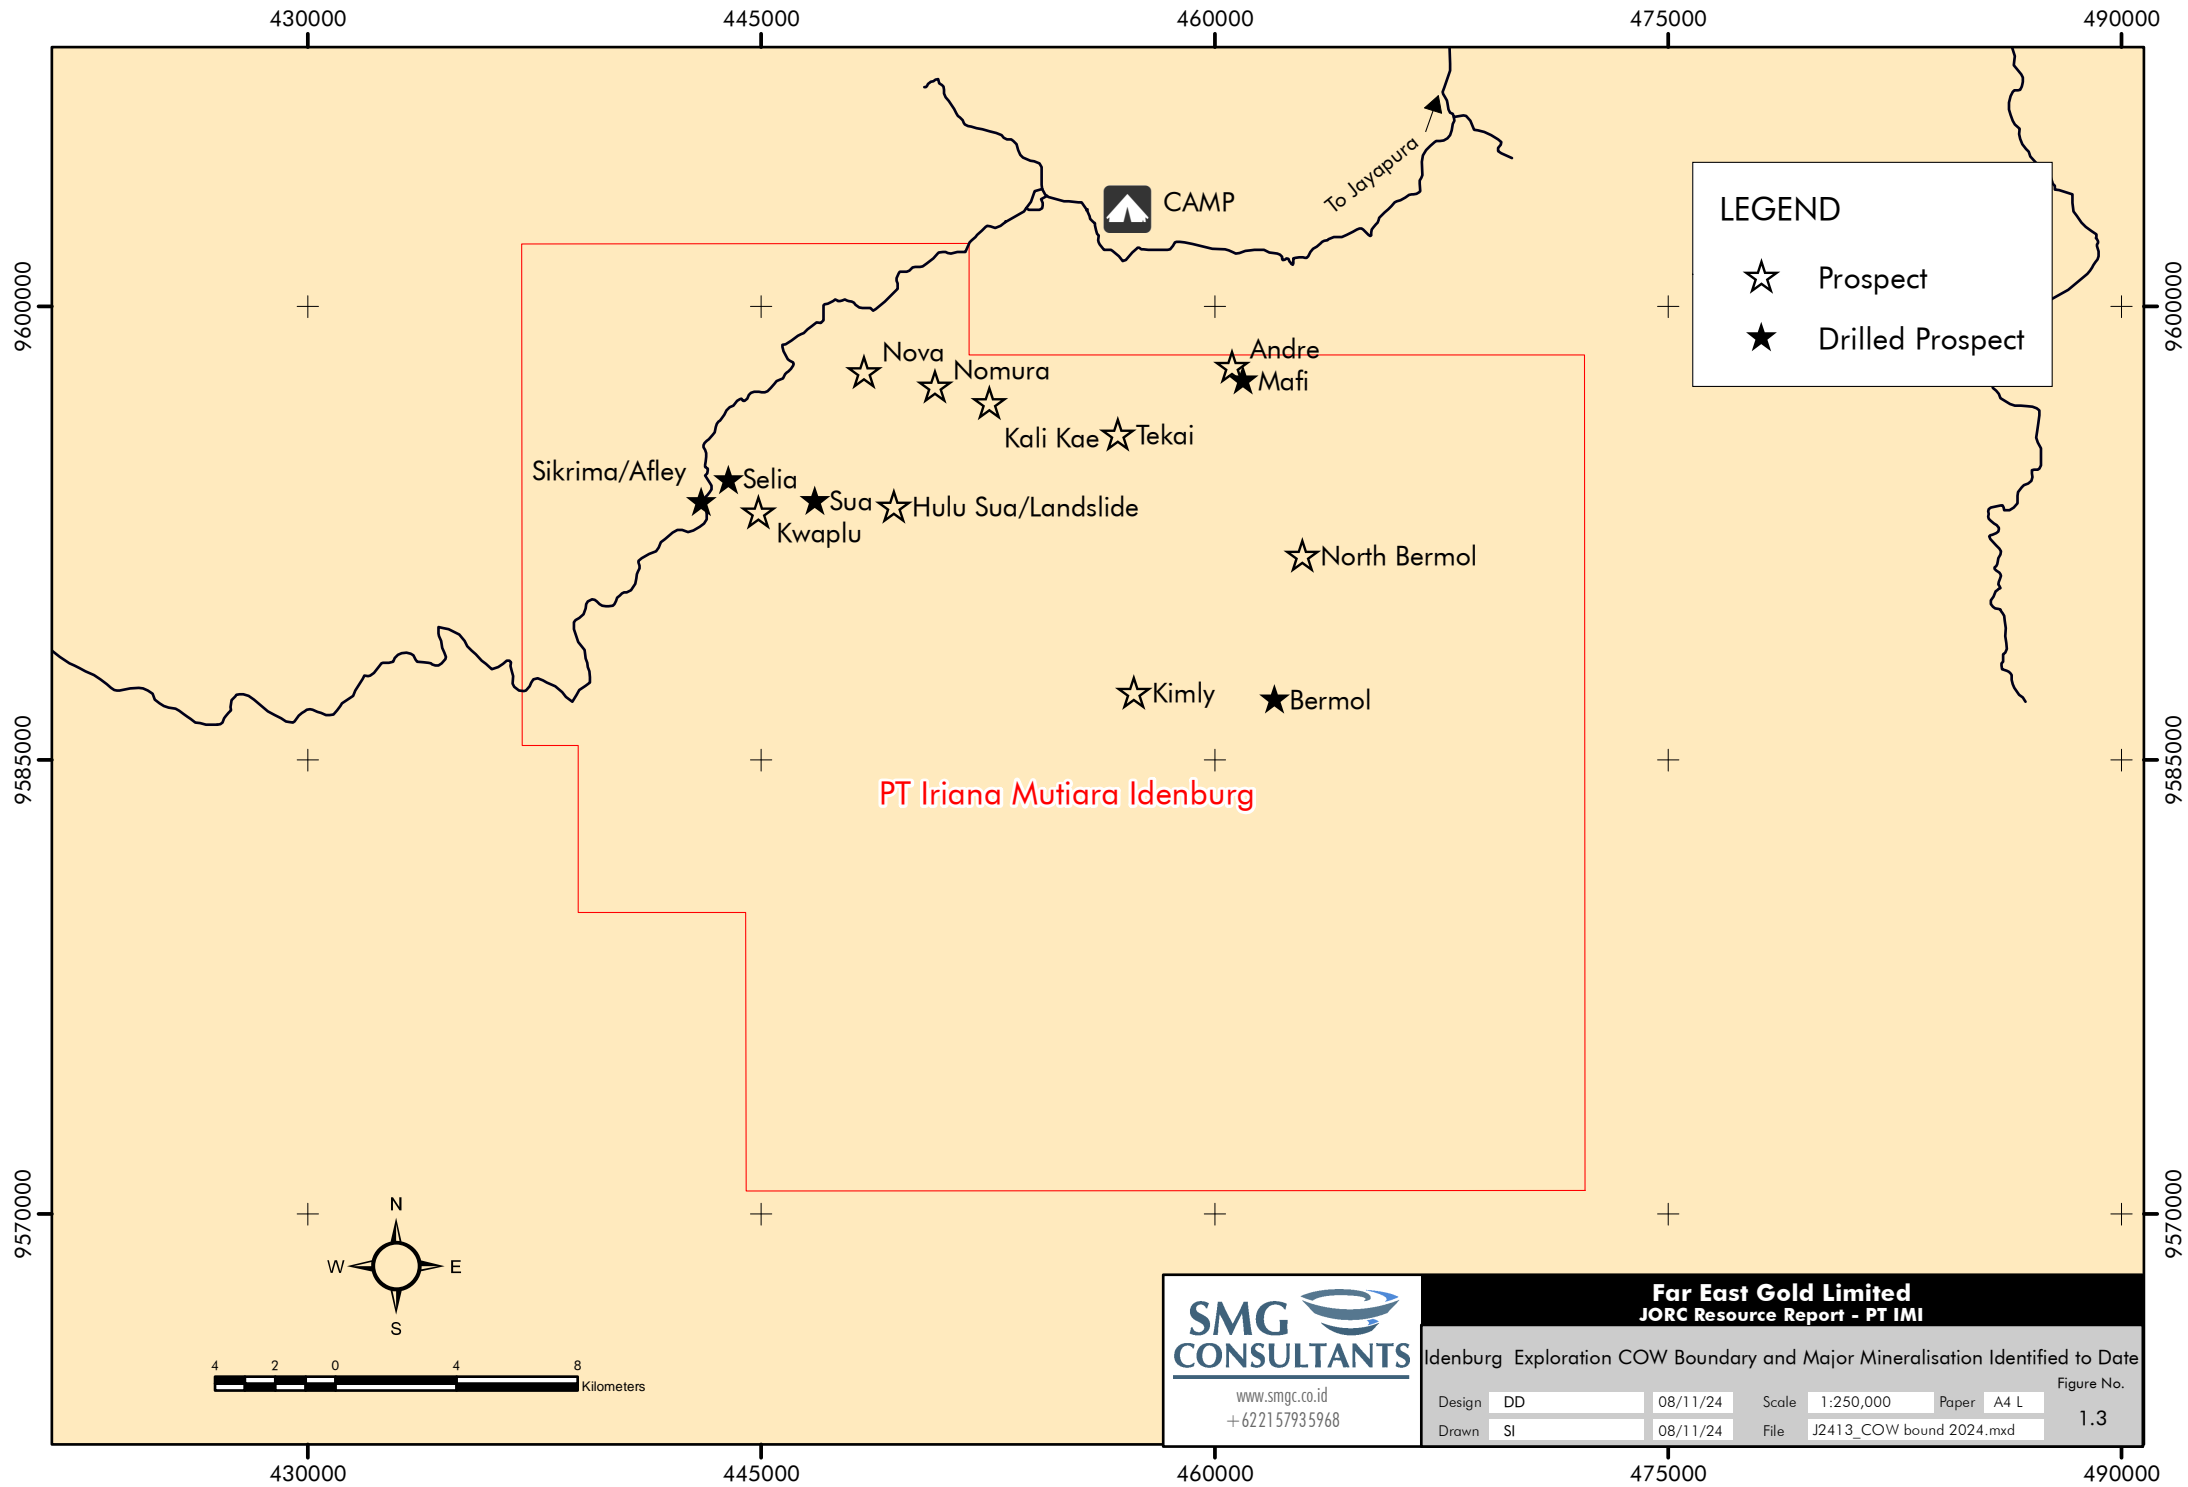 430000 445000 460000 475000 490000
To Jayapura
CAMP
LEGEND
Prospect
Drilled Prospect
9600000 9600000
Andre
Nova
Nomura
Mafi
Kali Kae
Tekai
Sikrima/Afley
Selia
Sua
Hulu Sua/Landslide
Kwaplu
North Bermol
Kimly
Bermol
9585000 9585000
PT Iriana Mutiara Idenburg
9570000 9570000
N
W E
S
4 2 0 4 8
Kilometers
SMG
CONSULTANTS
www.smgc.co.id
+622157935968
Far East Gold Limited
JORC Resource Report - PT IMI
Idenburg Exploration COW Boundary and Major Mineralisation Identified to Date
Figure No.
1.3
Design DD 08/11/24 Scale 1:250,000 Paper A4 L
Drawn SI 08/11/24 File J2413_COW bound 2024.mxd
430000 445000 460000 475000 490000